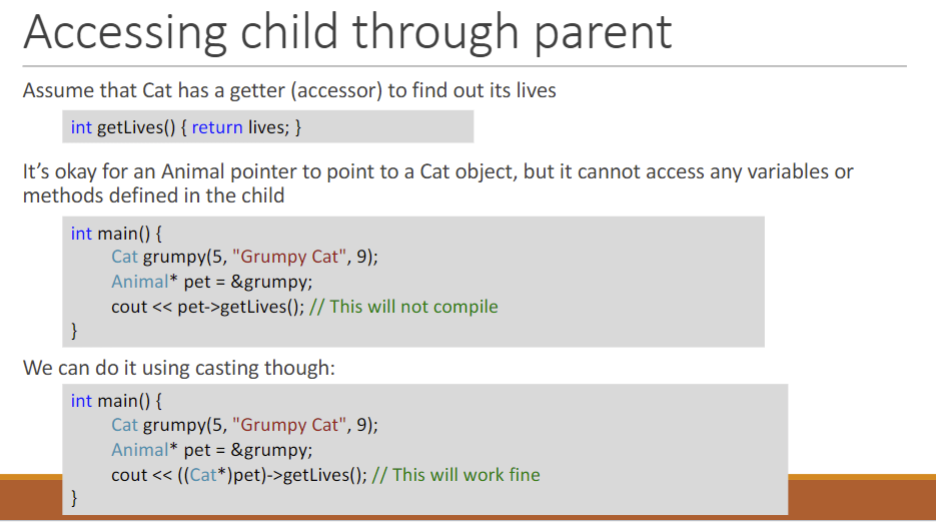 Accessing child through parent
Assume that Cat has a getter (accessor) to find out its lives
int getLives() { return lives; }
It’s okay for an Animal pointer to point to a Cat object, but it cannot access any variables or
methods defined in the child
int main() {
Cat grumpy(5, "Grumpy Cat", 9);
Animal* pet = &grumpy;
cout << pet->getLives(); // This will not compile
}
We can do it using casting though:
int main() {
Cat grumpy(5, "Grumpy Cat", 9);
Animal* pet = &grumpy;
cout << ((Cat*)pet)->getLives(); // This will work fine
}